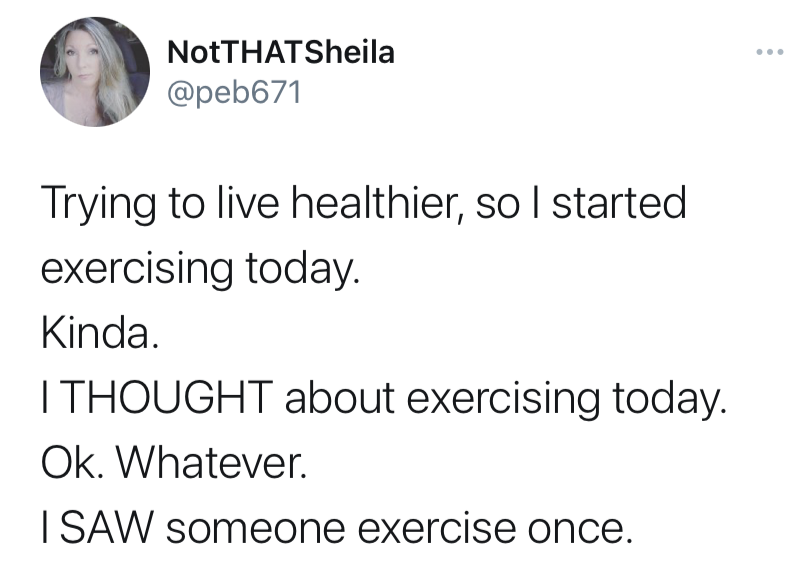 NotTHATSheila
@peb671
Trying to live healthier, so I started
exercising today.
Kinda.
I THOUGHT about exercising today.
Ok. Whatever.
I SAW someone exercise once.